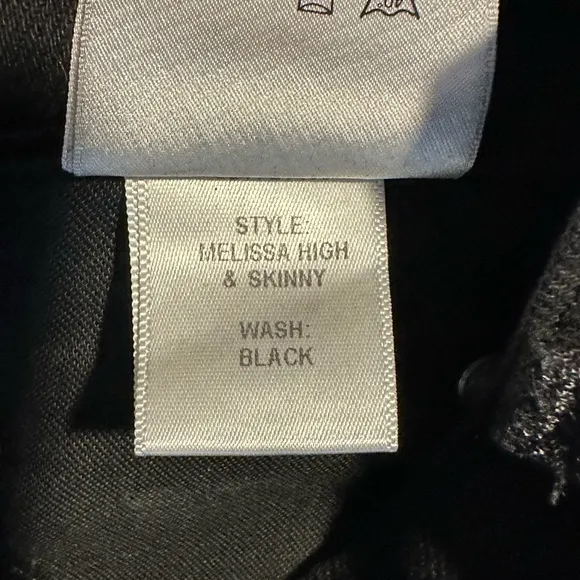 STYLE:
MELISSA HIGH
& SKINNY
WASH:
BLACK